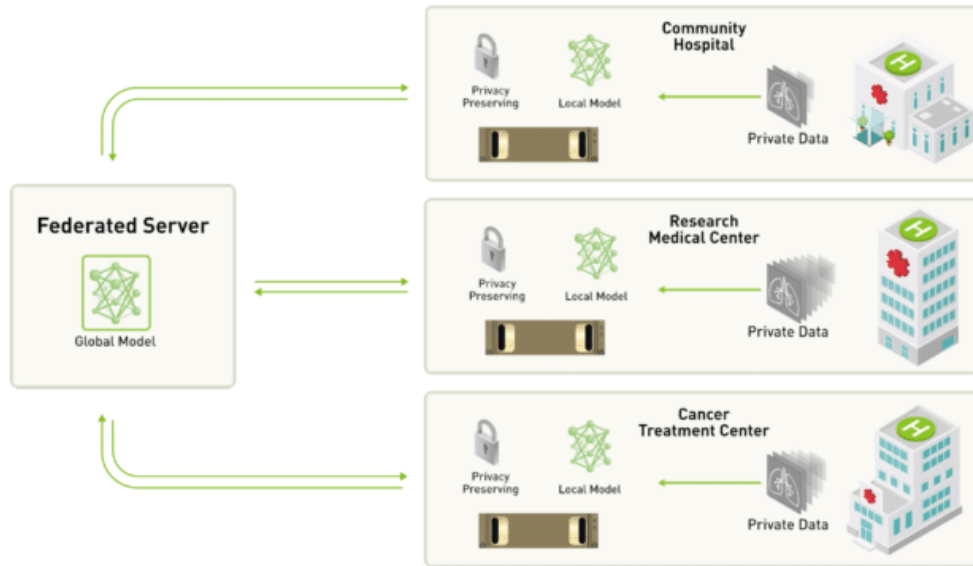 Community
Hospital
Privacy
Preserving
Local Model
Private Data
H
Federated Server
Global Model
Research
Medical Center
Privacy
Preserving
Local Model
Private Data
H
Cancer
Treatment Center
Privacy
Preserving
Local Model
Private Data
H